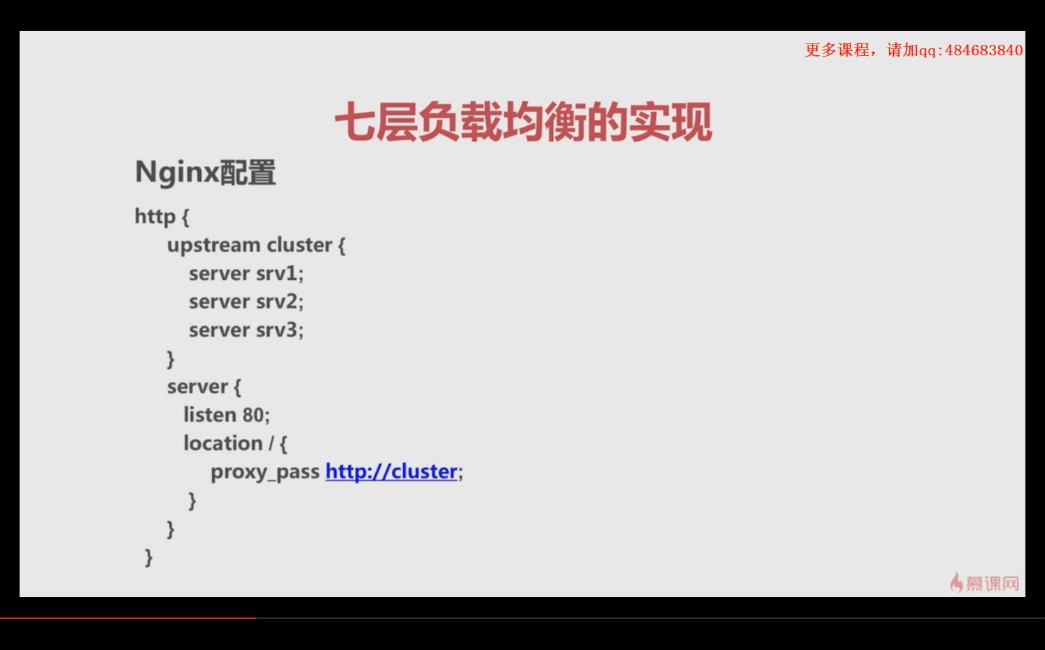 更多课程，请加qq:484683840
七层负载均衡的实现
Nginx配置
http {
upstream cluster {
server srv1;
server srv2;
server srv3;
}
server {
listen 80;
location / {
proxy_pass http://cluster;
}
}
}
慕课网